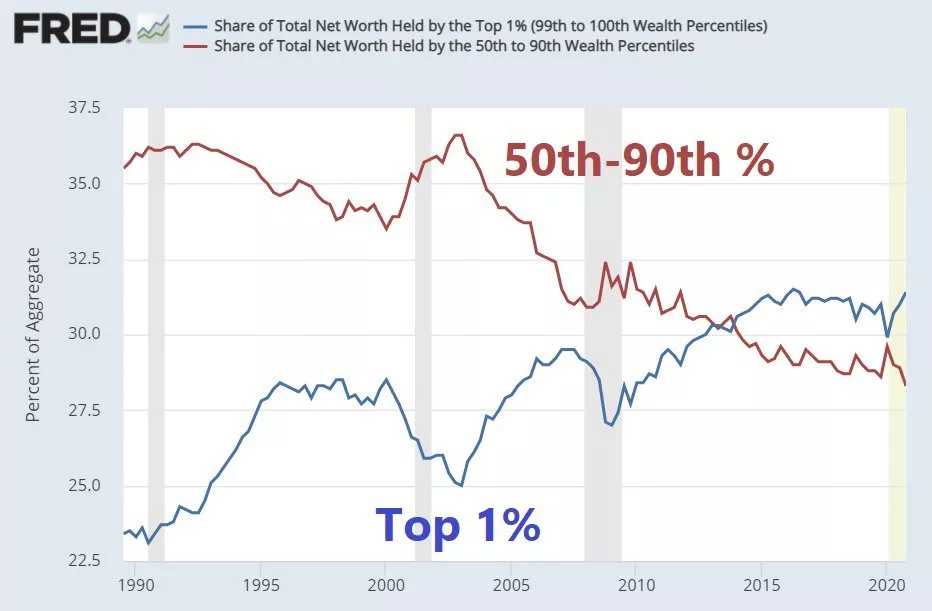 FRED
Share of Total Net Worth Held by the Top 1% (99th to 100th Wealth Percentiles)
Share of Total Net Worth Held by the 50th to 90th Wealth Percentiles
37.5
35.0
32.5
30.0
27.5
25.0
22.5
Percent of Aggregate
50th-90th %
Top 1%
1990 1995 2000 2005 2010 2015 2020